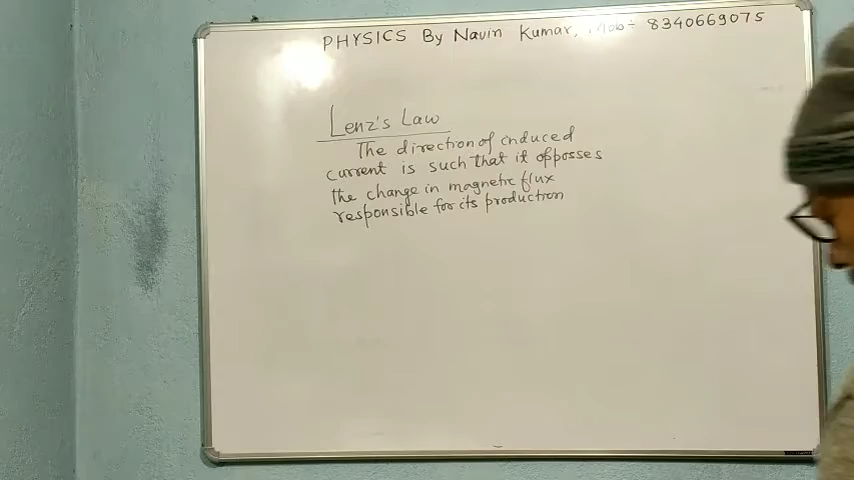 PHYSICS By Navin Kumar, Mob÷ 8340669075
Lenz's Law
The direction of induced
current is such that it opposses
the change in magnetic flux
responsible for its production